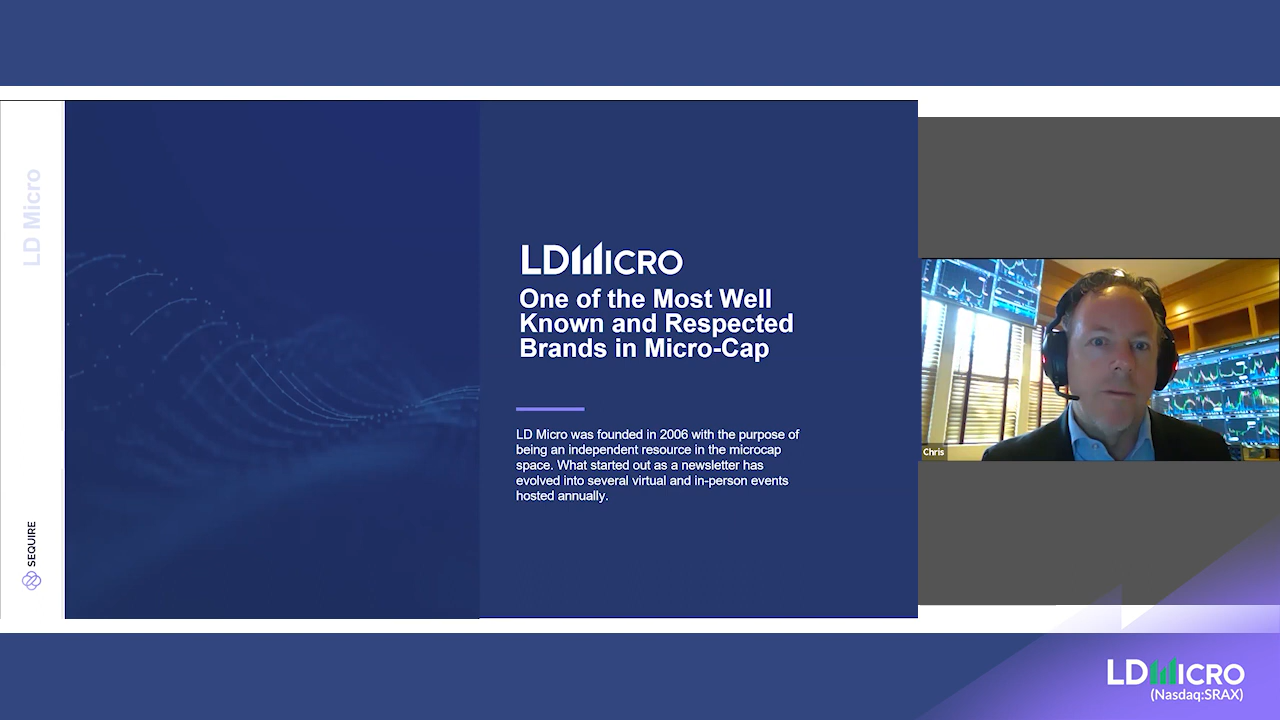 LD Micro
SEQUIRE
LDMICRO
One of the Most Well
Known and Respected
Brands in Micro-Cap
LD Micro was founded in 2006 with the purpose of
being an independent resource in the microcap
space. What started out as a newsletter has
evolved into several virtual and in-person events
hosted annually.
Chris
LDMICRO
(Nasdaq:SRAX)